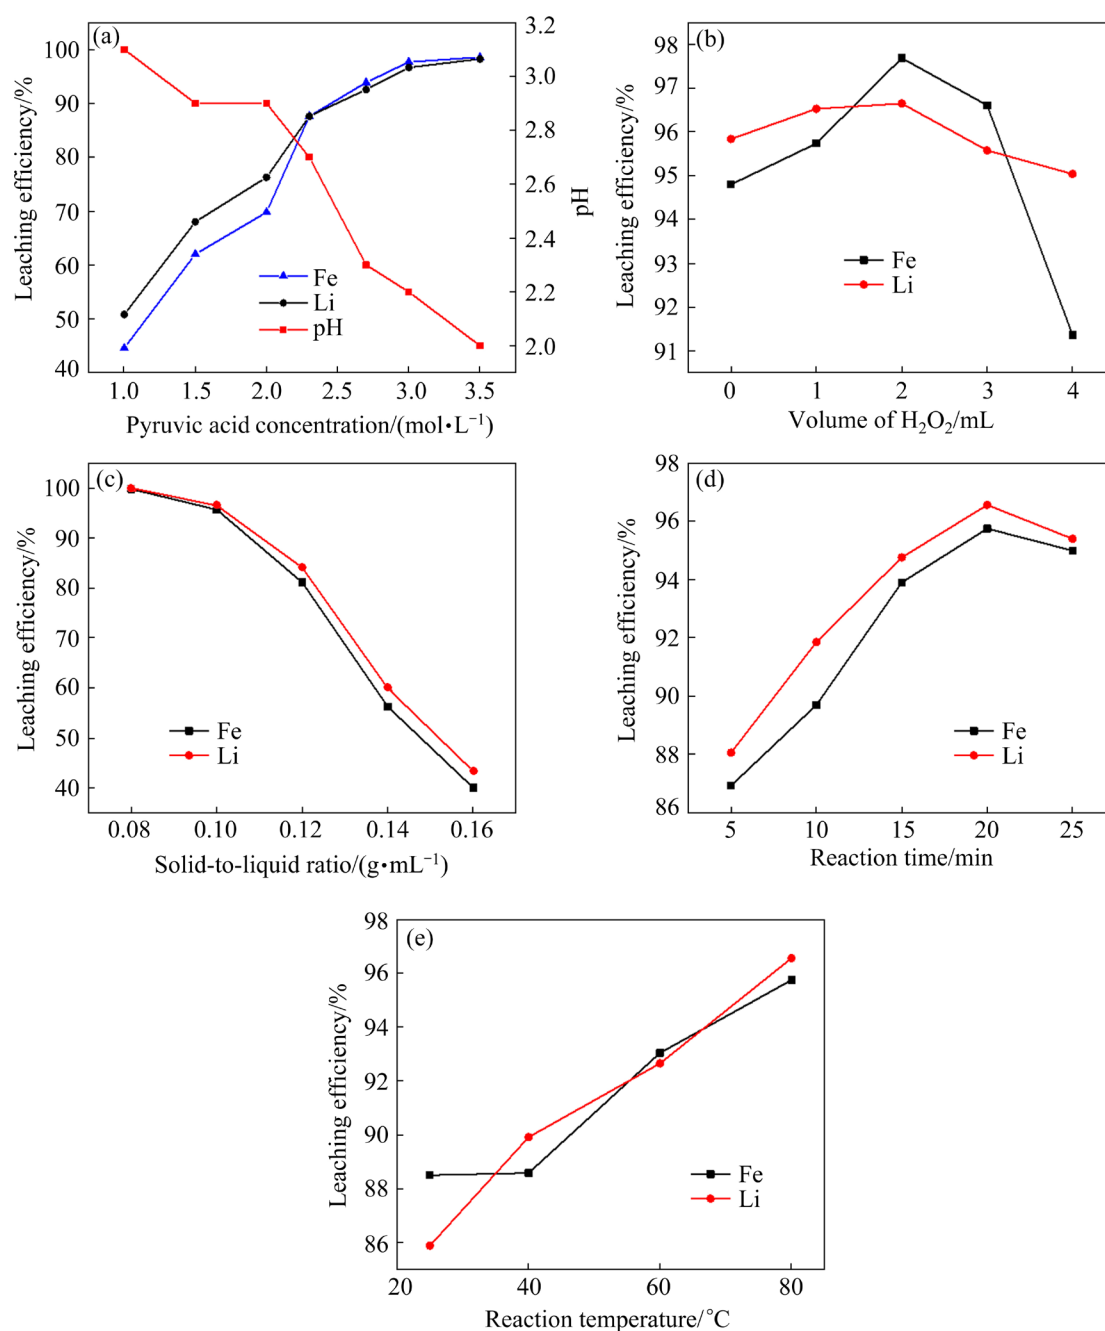 (a)
Leaching efficiency/%
100
90
80
70
60
50
40
3.2
3.0
2.8
2.6
2.4
2.2
2.0
pH
Fe
Li
pH
1.0 1.5 2.0 2.5 3.0 3.5
Pyruvic acid concentration/(mol•L⁻¹)
(b)
Leaching efficiency/%
98
97
96
95
94
93
92
91
Fe
Li
0 1 2 3 4
Volume of H₂O₂/mL
(c)
Leaching efficiency/%
100
90
80
70
60
50
40
Fe
Li
0.08 0.10 0.12 0.14 0.16
Solid-to-liquid ratio/(g•mL⁻¹)
(d)
Leaching efficiency/%
98
96
94
92
90
88
86
Fe
Li
5 10 15 20 25
Reaction time/min
(e)
Leaching efficiency/%
98
96
94
92
90
88
86
Fe
Li
20 40 60 80
Reaction temperature/°C